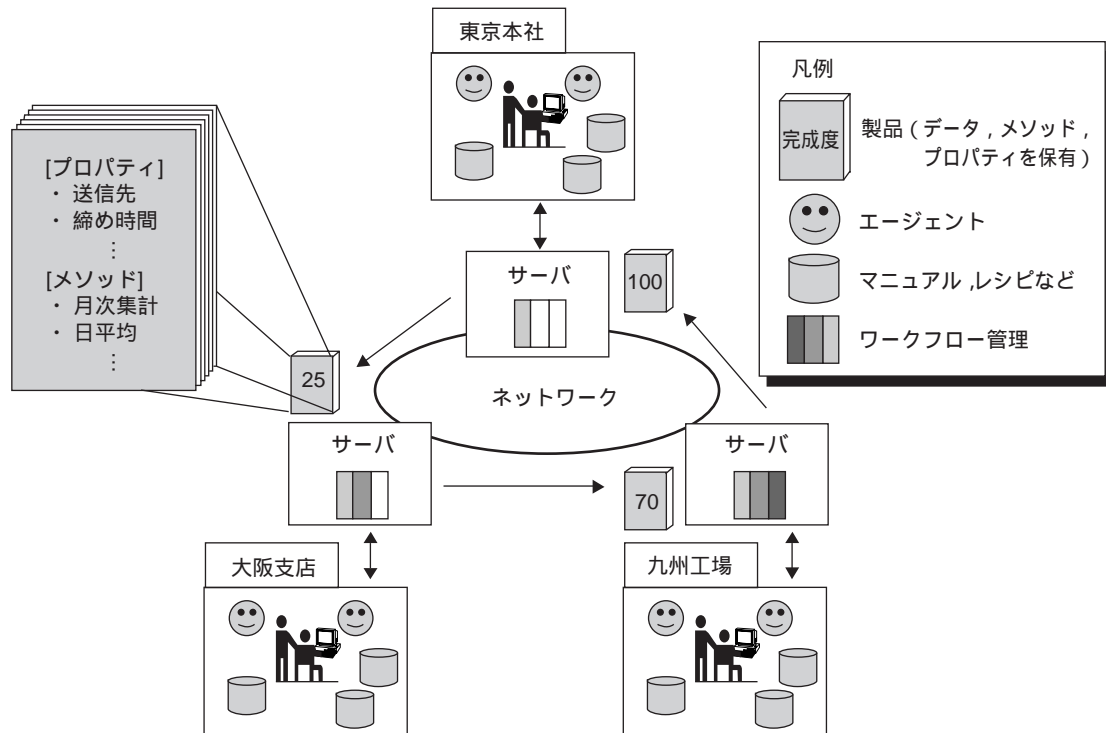 東京本社
凡例
完成度
製品(データ,メソッド,
プロパティを保有)
エージェント
マニュアル,レシピなど
ワークフロー管理
[プロパティ]
・ 送信先
・ 締め時間
⋮
[メソッド]
・ 月次集計
・ 日平均
⋮
サーバ
100
25
ネットワーク
サーバ
70
サーバ
大阪支店
九州工場